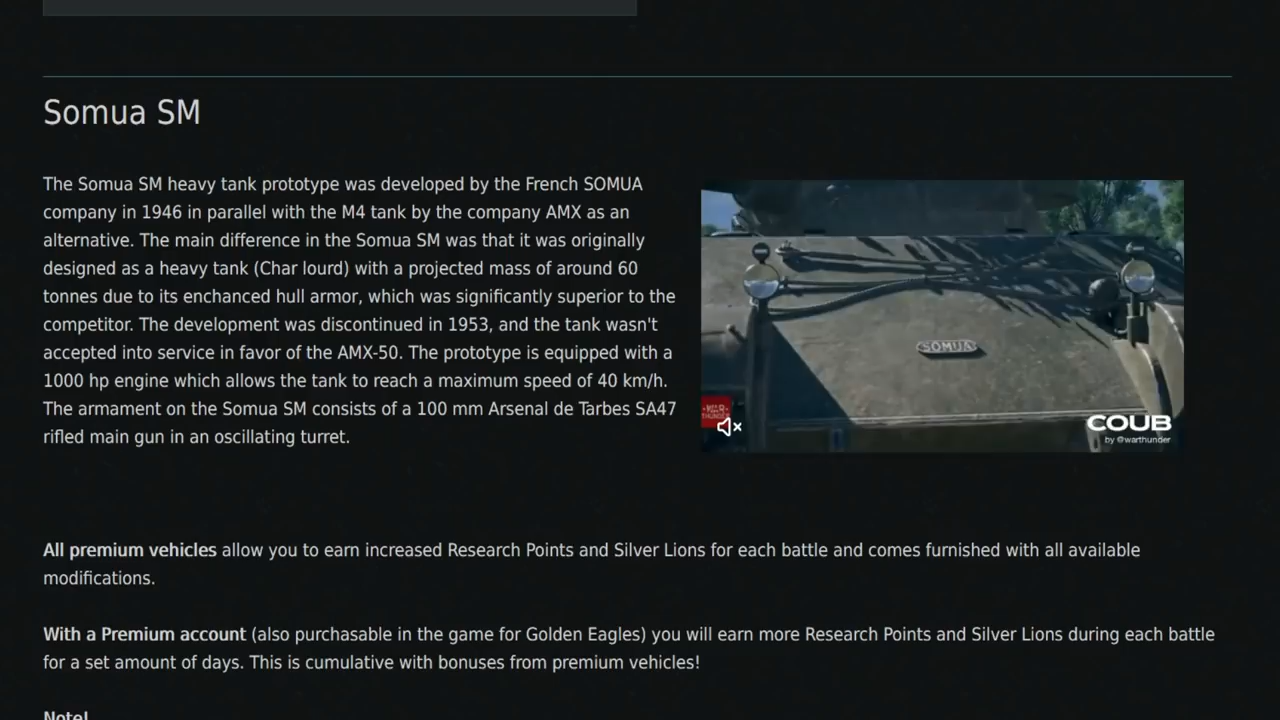 Somua SM
The Somua SM heavy tank prototype was developed by the French SOMUA
company in 1946 in parallel with the M4 tank by the company AMX as an
alternative. The main difference in the Somua SM was that it was originally
designed as a heavy tank (Char lourd) with a projected mass of around 60
tonnes due to its enchanced hull armor, which was significantly superior to the
competitor. The development was discontinued in 1953, and the tank wasn't
accepted into service in favor of the AMX-50. The prototype is equipped with a
1000 hp engine which allows the tank to reach a maximum speed of 40 km/h.
The armament on the Somua SM consists of a 100 mm Arsenal de Tarbes SA47
rifled main gun in an oscillating turret.
SOMUA
WAR
THUNDER
COUB
by @warthunder
All premium vehicles allow you to earn increased Research Points and Silver Lions for each battle and comes furnished with all available
modifications.
With a Premium account (also purchasable in the game for Golden Eagles) you will earn more Research Points and Silver Lions during each battle
for a set amount of days. This is cumulative with bonuses from premium vehicles!
Note!